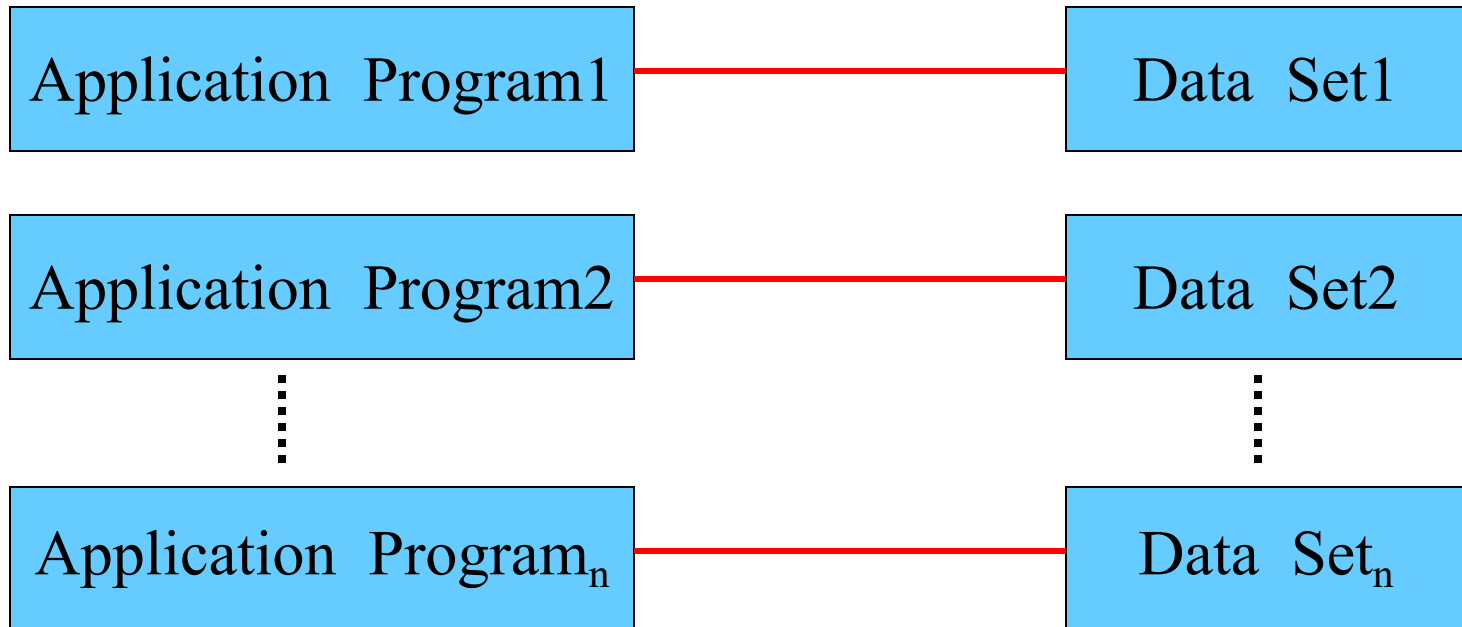 Application Program1
Data Set1
Application Program2
Data Set2
Application Programn
Data Setn